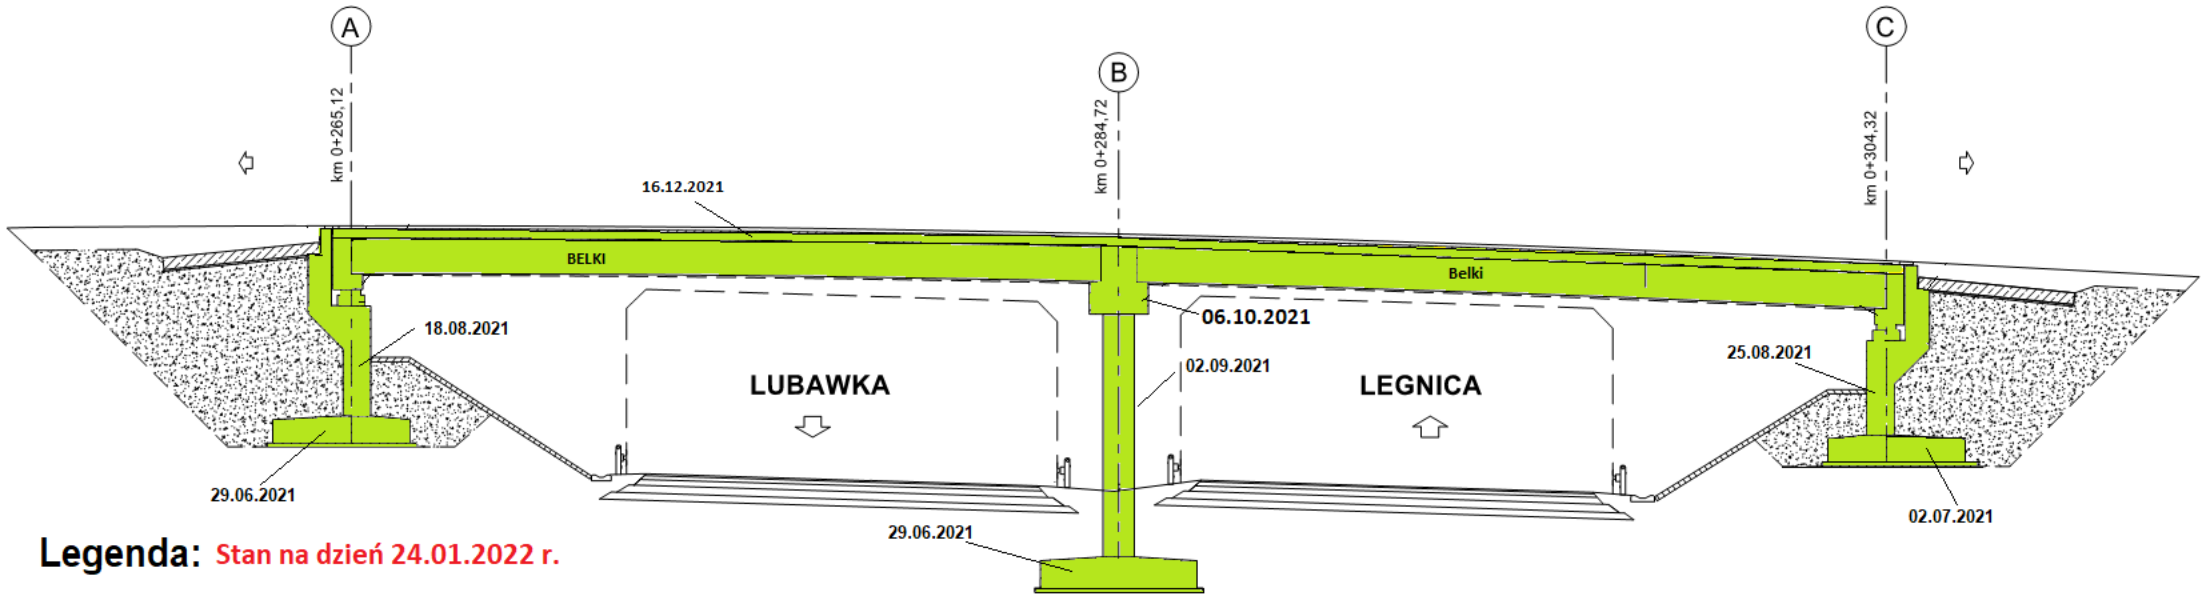 A
B
C
km 0+265,12
km 0+284,72
km 0+304,32
16.12.2021
BELKI
Belki
18.08.2021
06.10.2021
02.09.2021
25.08.2021
LUBAWKA
LEGNICA
29.06.2021
29.06.2021
02.07.2021
Legenda: Stan na dzień 24.01.2022 r.